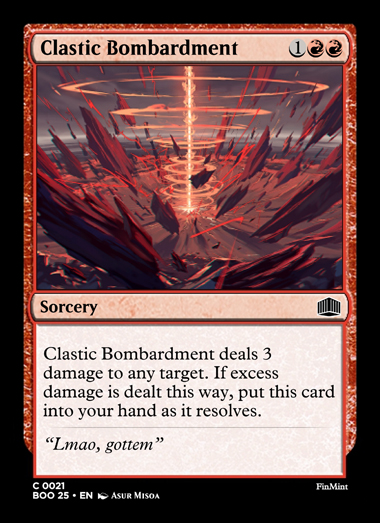 Clastic Bombardment 1
Sorcery
Clastic Bombardment deals 3
damage to any target. If excess
damage is dealt this way, put this card
into your hand as it resolves.
“Lmao, gottem”
C 0021
BOO 25 • EN Asur Misoa
FinMint